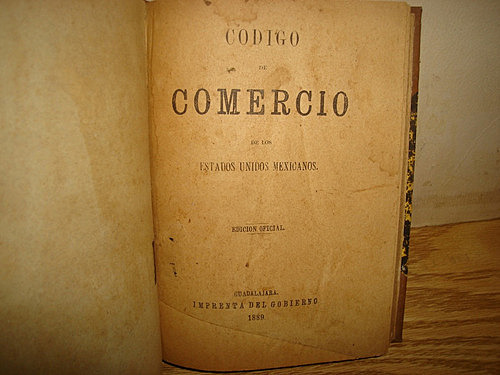 CODIGO
DE
COMERCIO
DE LOS
ESTADOS UNIDOS MEXICANOS.
EDICION OFICIAL.
GUADALAJARA.
IMPRENTA DEL GOBIERNO
1889.